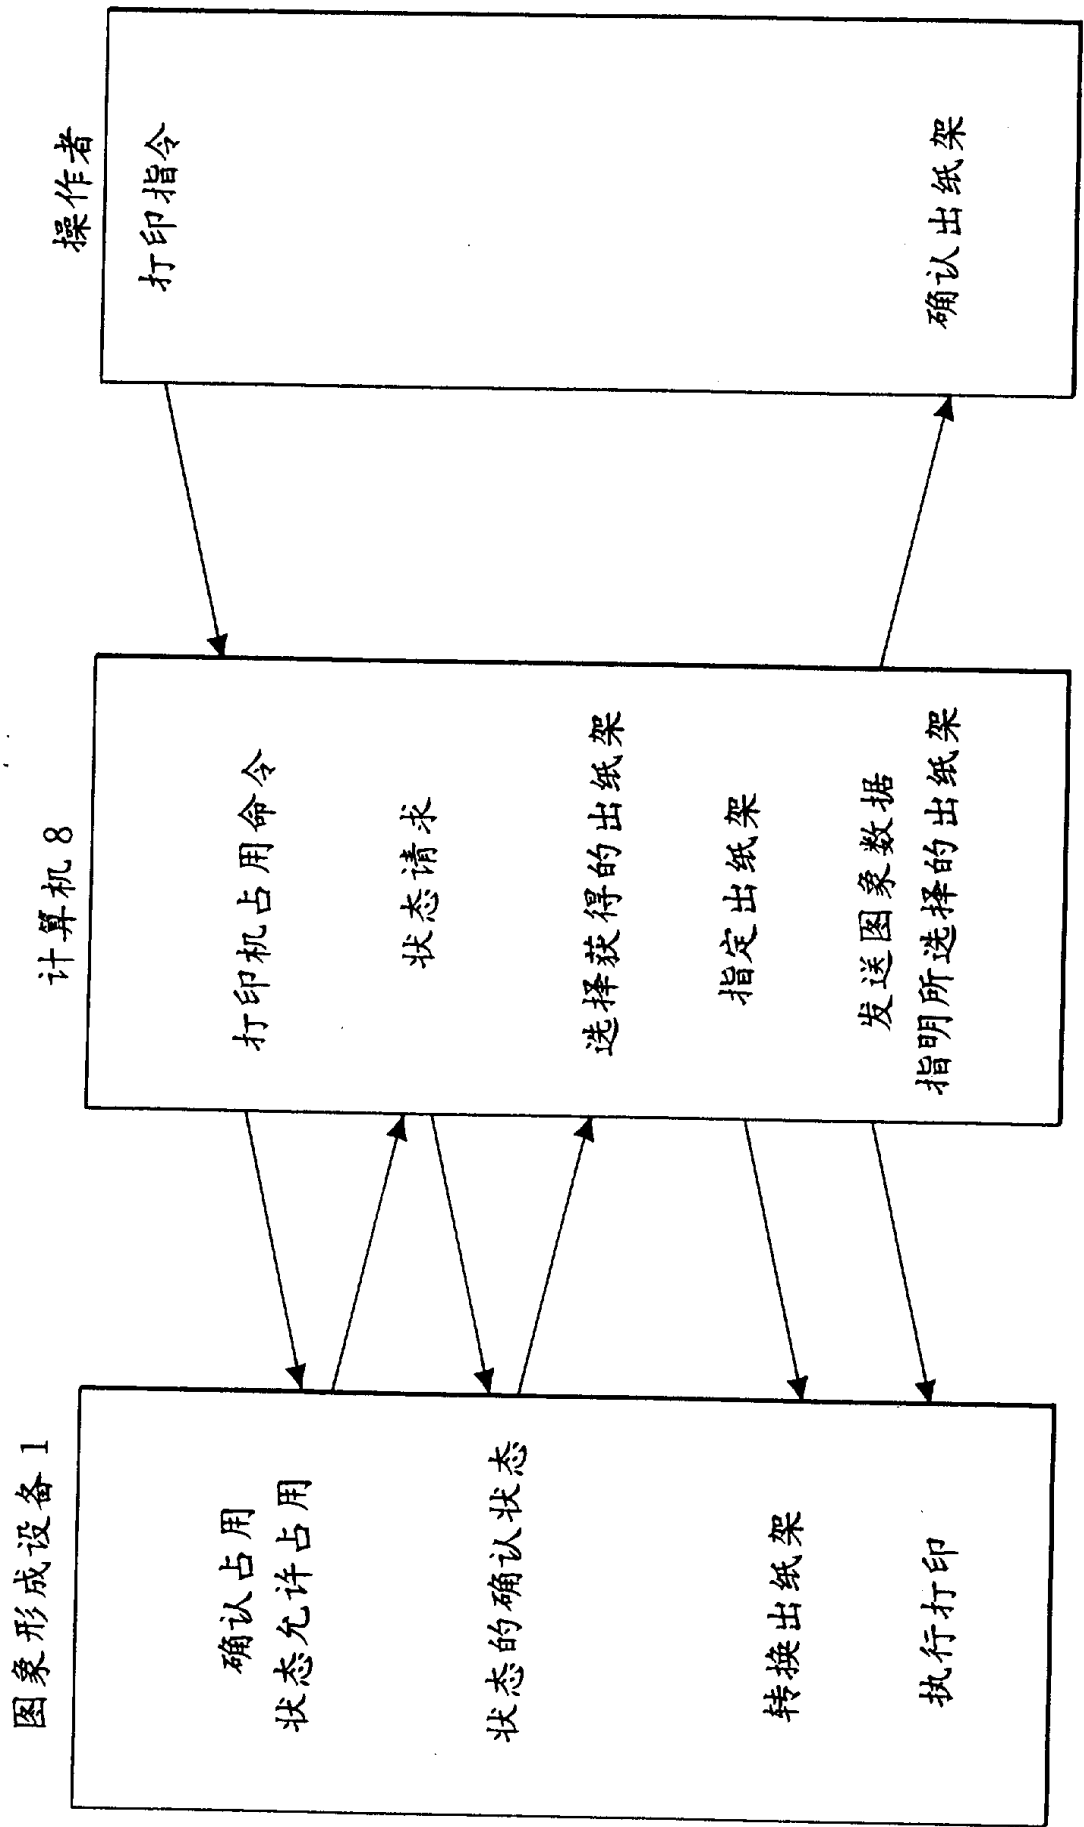 图象形成设备 1
确认占用
状态允许占用
状态的确认状态
转换出纸架
执行打印
计算机 8
打印机占用命令
状态请求
选择获得的出纸架
指定出纸架
发送图象数据
指明所选择的出纸架
操作者
打印指令
确认出纸架